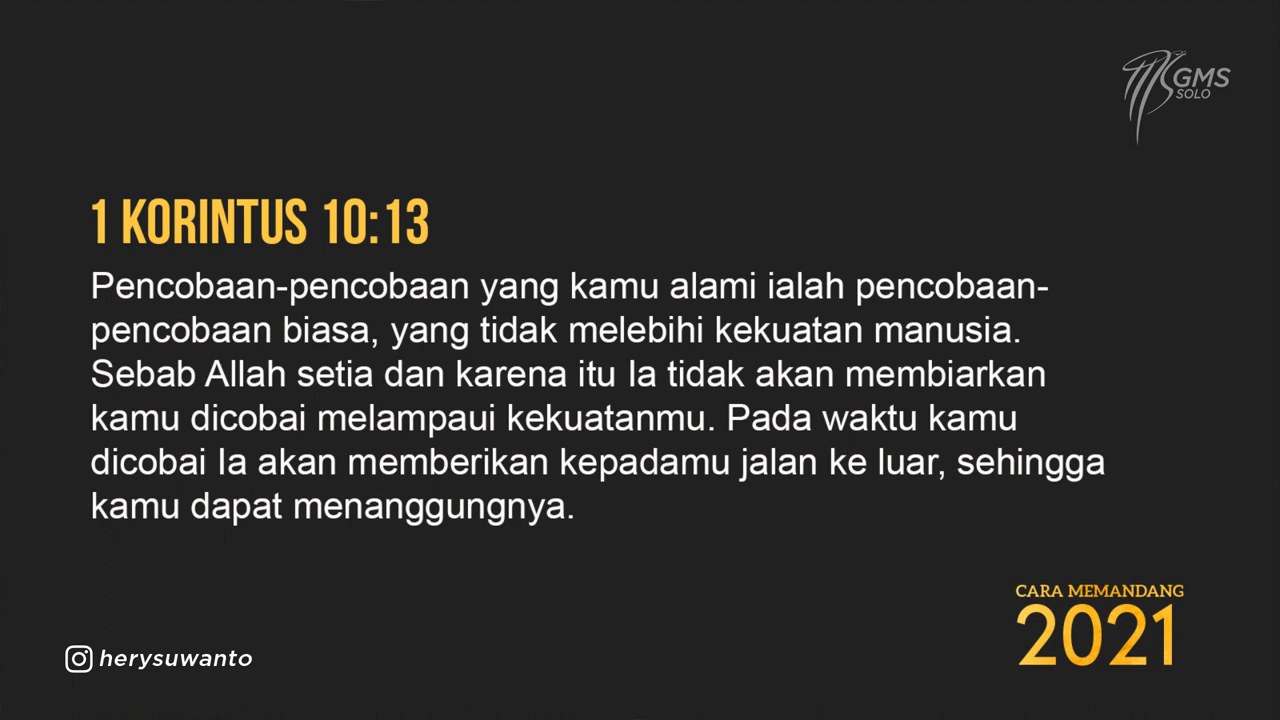 GMS
SOLO
1 KORINTUS 10:13
Pencobaan-pencobaan yang kamu alami ialah pencobaan-
pencobaan biasa, yang tidak melebihi kekuatan manusia.
Sebab Allah setia dan karena itu Ia tidak akan membiarkan
kamu dicobai melampaui kekuatanmu. Pada waktu kamu
dicobai Ia akan memberikan kepadamu jalan ke luar, sehingga
kamu dapat menanggungnya.
CARA MEMANDANG
2021
herysuwanto